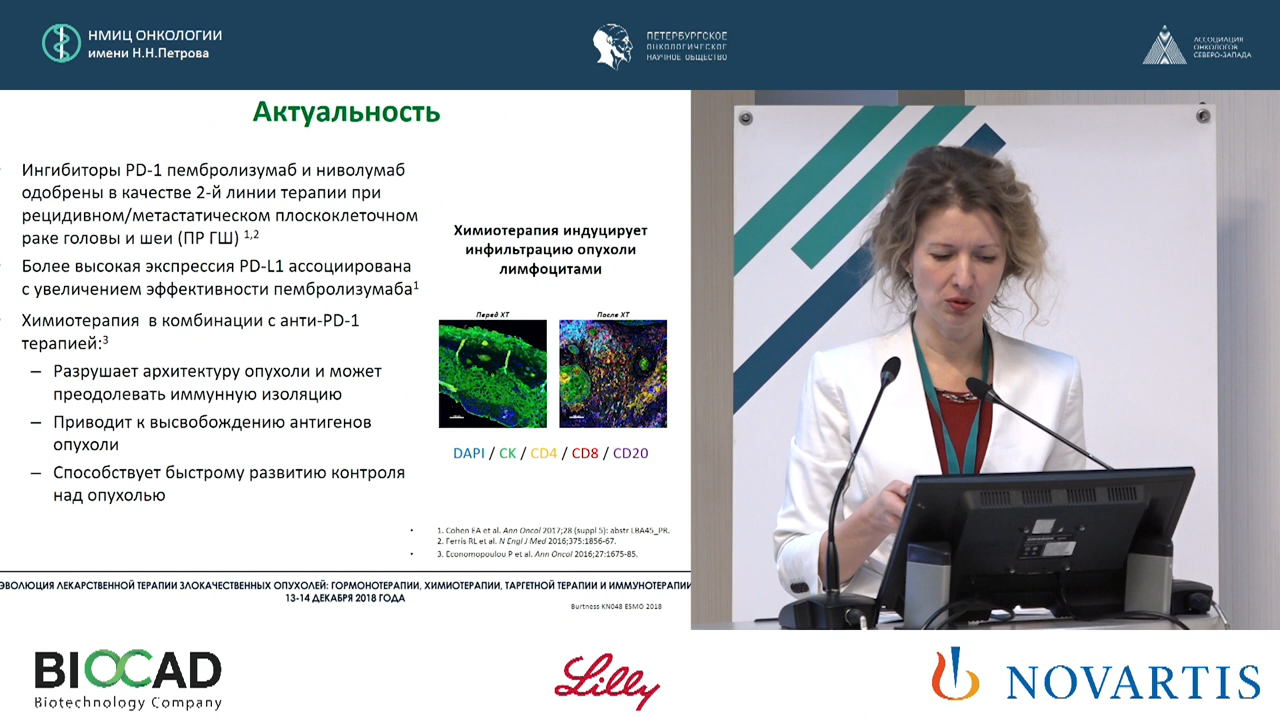 НМИЦ ОНКОЛОГИИ
имени Н.Н.Петрова
ПЕТЕРБУРГСКОЕ
ОНКОЛОГИЧЕСКОЕ
НАУЧНОЕ ОБЩЕСТВО
АССОЦИАЦИЯ
ОНКОЛОГОВ
СЕВЕРО-ЗАПАДА
Актуальность
Ингибиторы PD-1 пембролизумаб и ниволумаб
одобрены в качестве 2-й линии терапии при
рецидивном/метастатическом плоскоклеточном
раке головы и шеи (ПР ГШ) 1,2
Более высокая экспрессия PD-L1 ассоциирована
с увеличением эффективности пембролизумаба1
Химиотерапия в комбинации с анти-PD-1
терапией:3
– Разрушает архитектуру опухоли и может
преодолевать иммунную изоляцию
– Приводит к высвобождению антигенов
опухоли
– Способствует быстрому развитию контроля
над опухолью
Химиотерапия индуцирует
инфильтрацию опухоли
лимфоцитами
Перед ХТ
После ХТ
DAPI / CK / CD4 / CD8 / CD20
• 1. Cohen EA et al. Ann Oncol 2017;28 (suppl 5): abstr LBA45_PR.
2. Ferris RL et al. N Engl J Med 2016;375:1856-67.
• 3. Economopoulou P et al. Ann Oncol 2016;27:1675-85.
ЭВОЛЮЦИЯ ЛЕКАРСТВЕННОЙ ТЕРАПИИ ЗЛОКАЧЕСТВЕННЫХ ОПУХОЛЕЙ: ГОРМОНОТЕРАПИИ, ХИМИОТЕРАПИИ, ТАРГЕТНОЙ ТЕРАПИИ И ИММУНОТЕРАПИИ
13-14 ДЕКАБРЯ 2018 ГОДА
Burtness KN048 ESMO 2018
BIOCAD
Biotechnology Company
Lilly
NOVARTIS